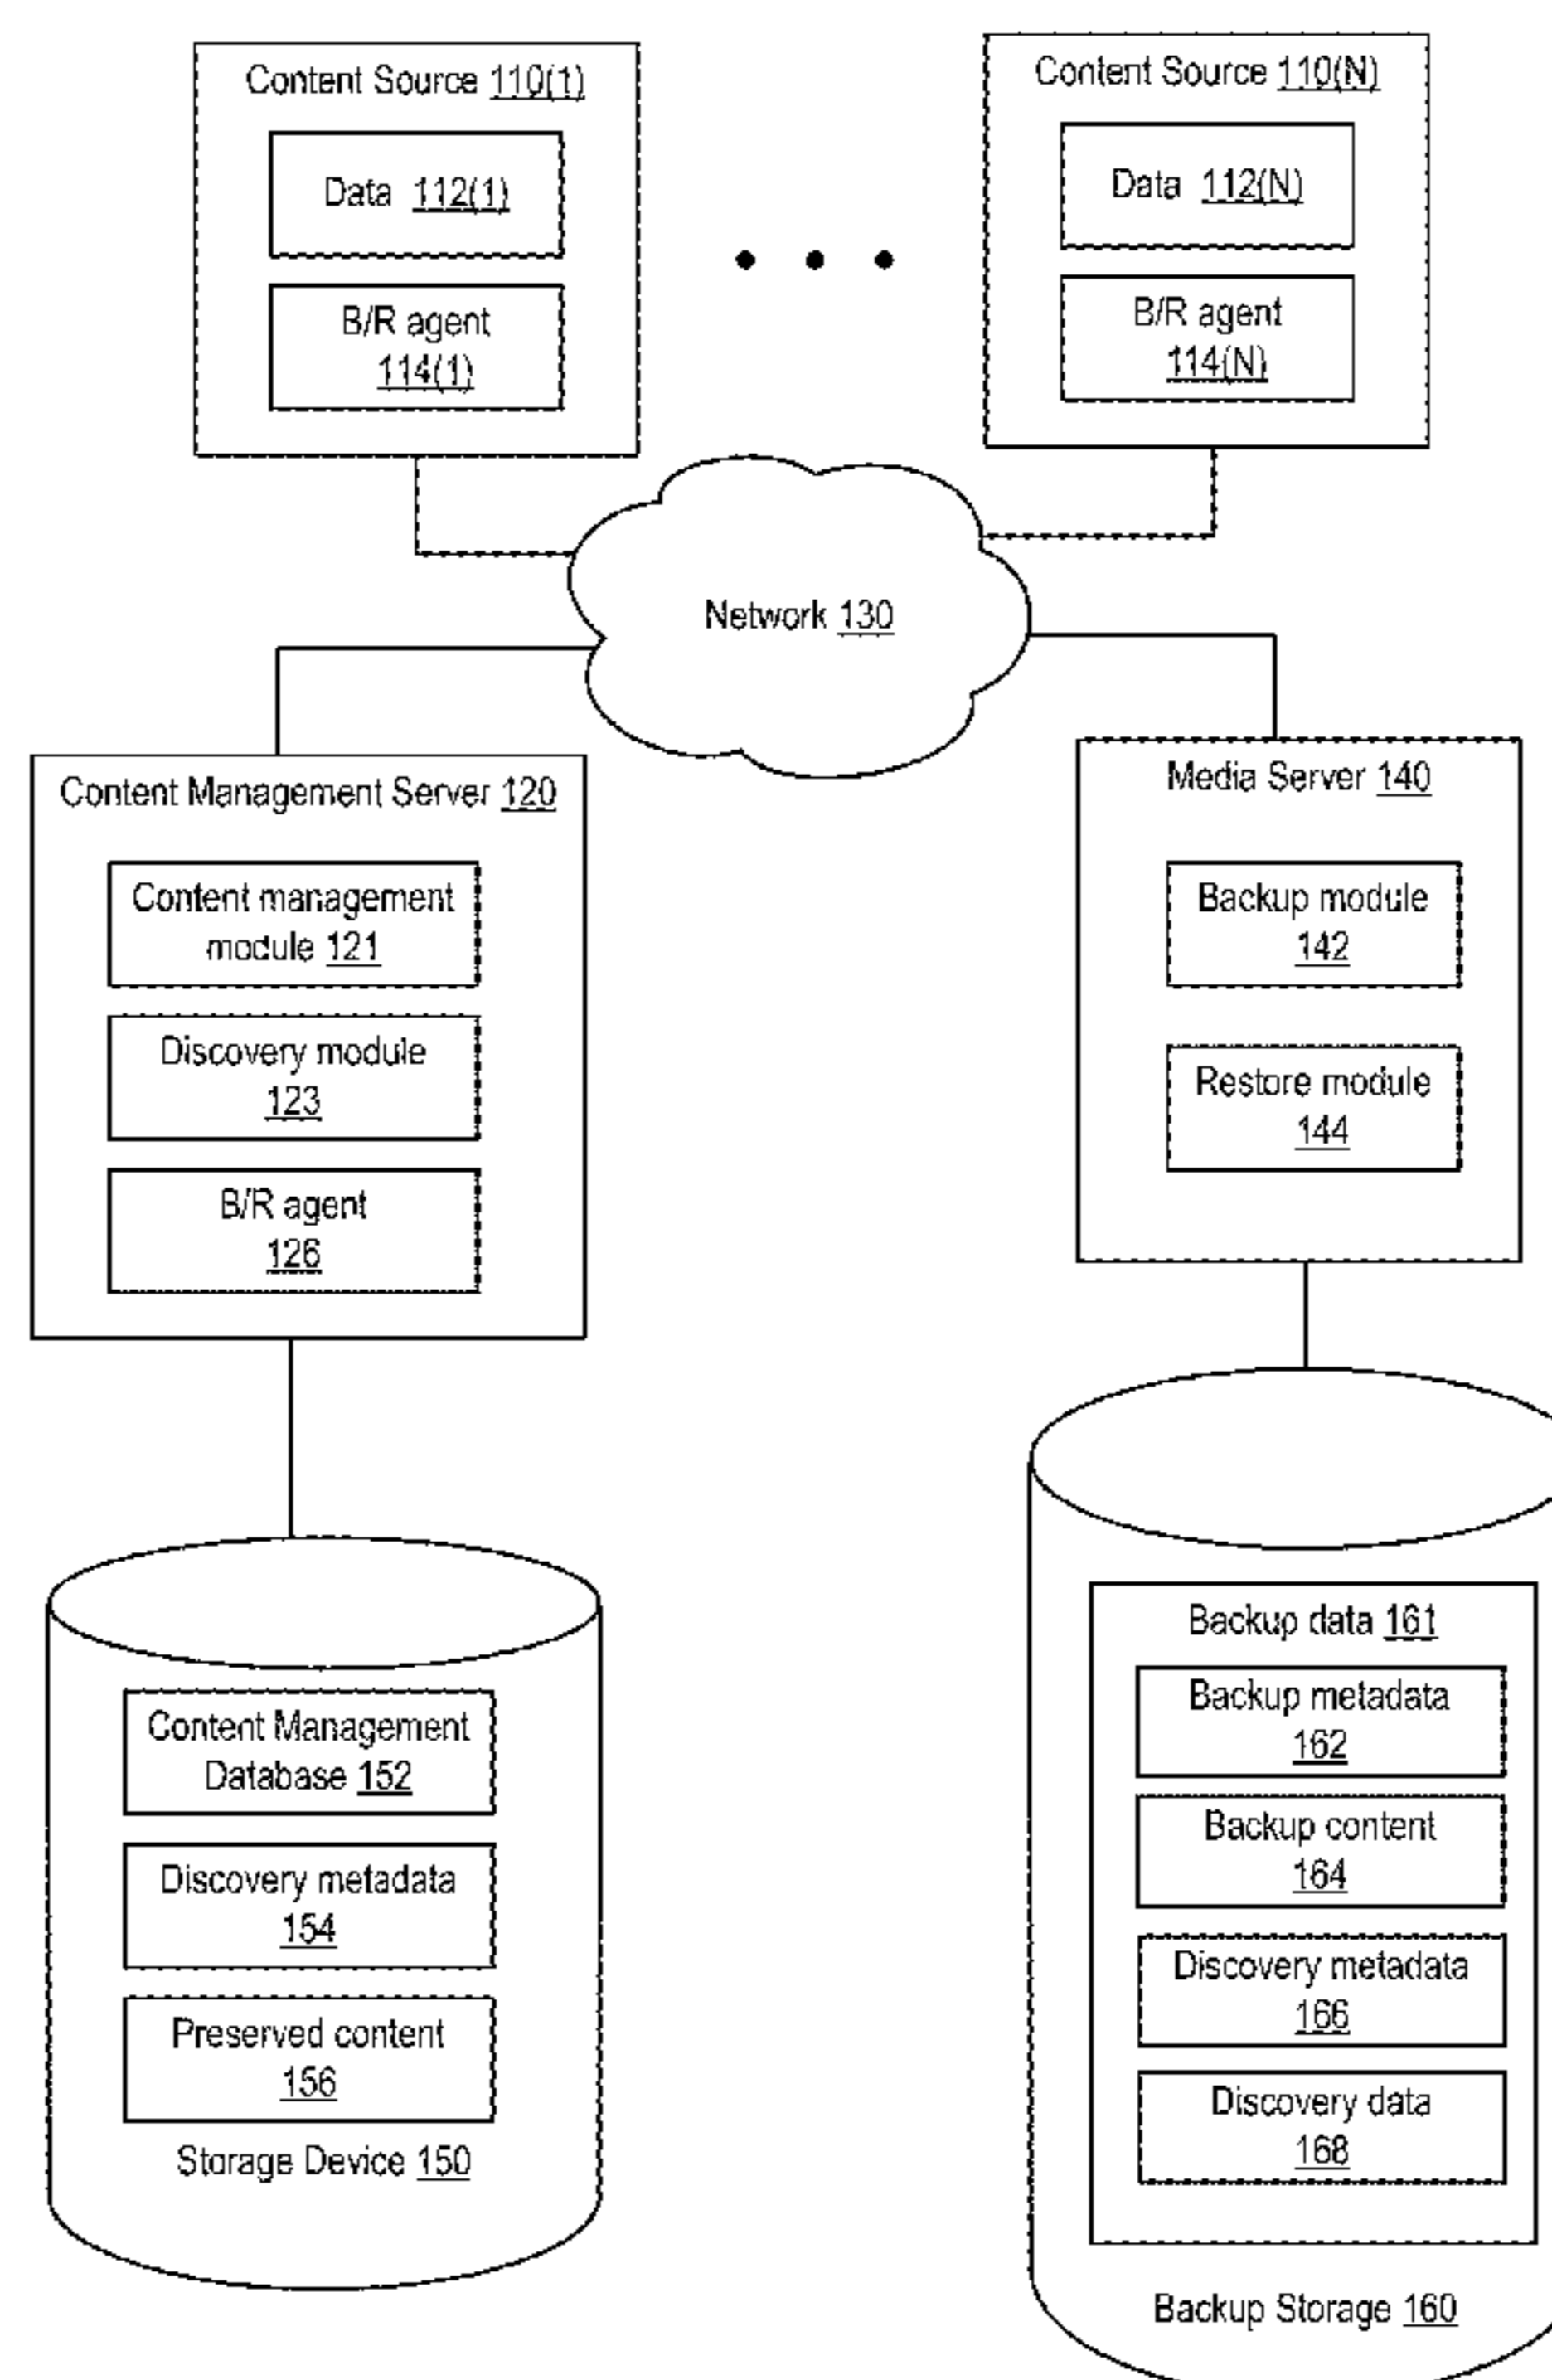 Content Source 110(1)
Data 112(1)
B/R agent
114(1)
Content Source 110(N)
Data 112(N)
B/R agent
114(N)
Network 130
Content Management Server 120
Content management
module 121
Discovery module
123
B/R agent
126
Media Server 140
Backup module
142
Restore module
144
Content Management
Database 152
Discovery metadata
154
Preserved content
156
Storage Device 150
Backup data 161
Backup metadata
162
Backup content
164
Discovery metadata
166
Discovery data
168
Backup Storage 160